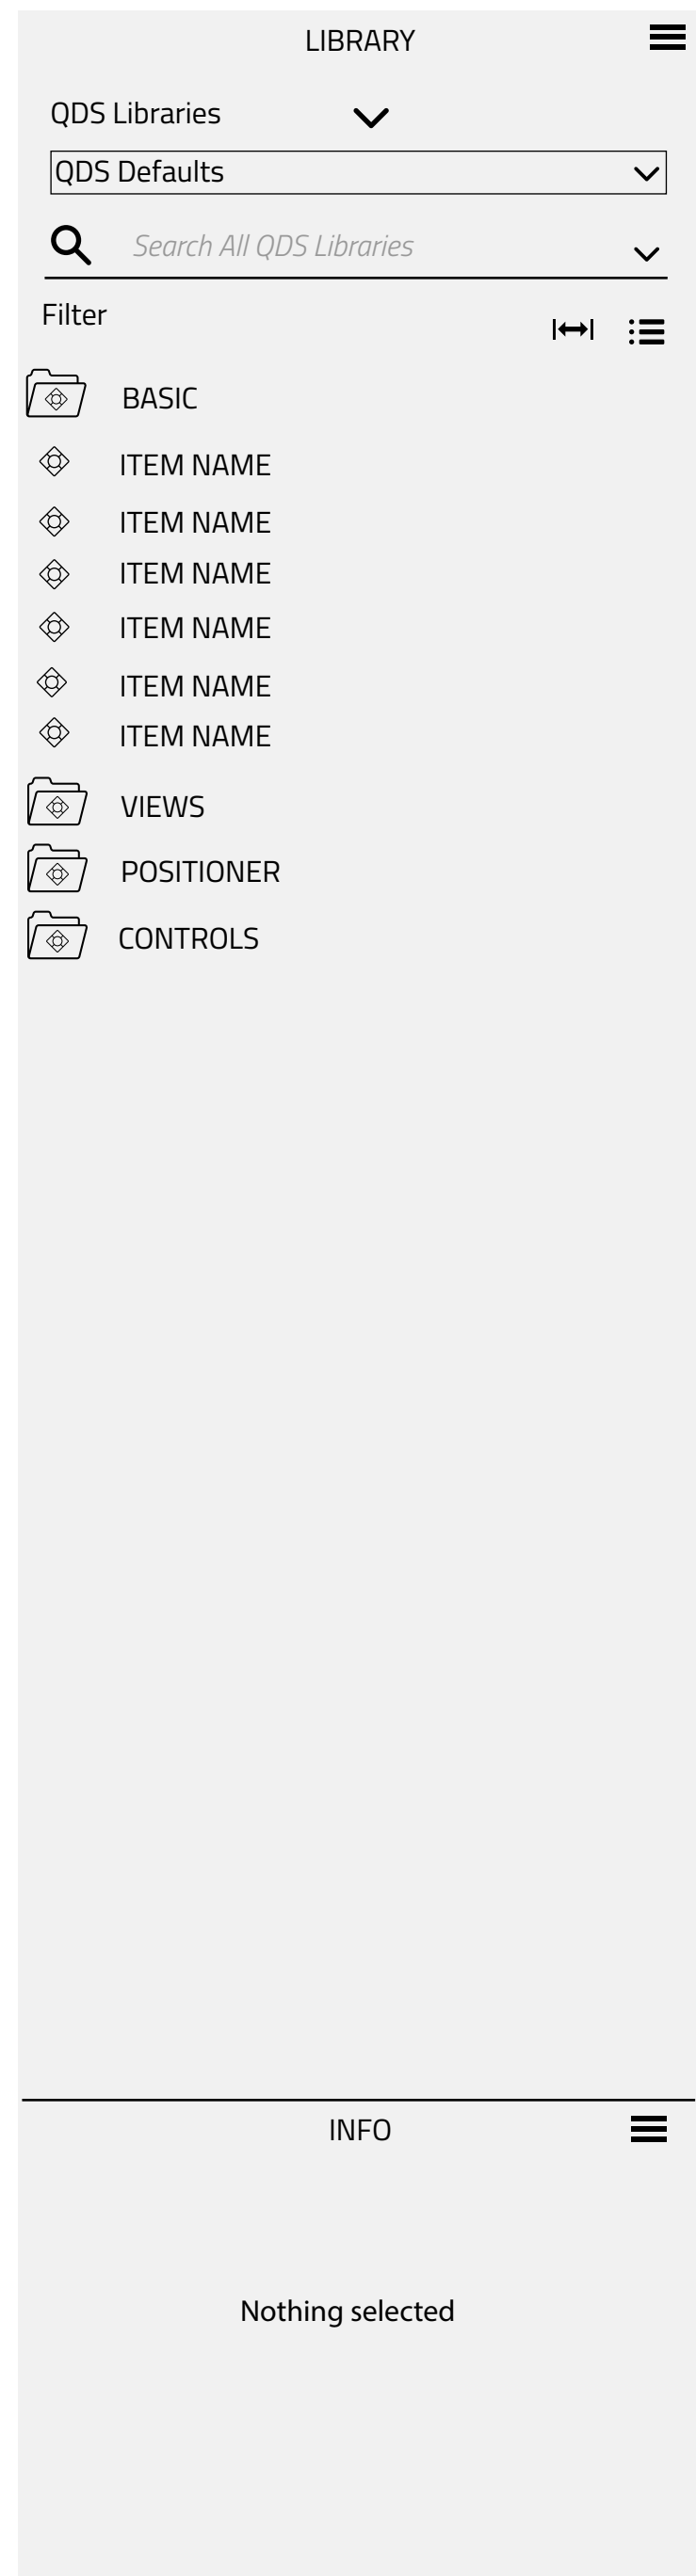 LIBRARY
QDS Libraries
QDS Defaults
Search All QDS Libraries
Filter
BASIC
ITEM NAME
ITEM NAME
ITEM NAME
ITEM NAME
ITEM NAME
ITEM NAME
VIEWS
POSITIONER
CONTROLS
INFO
Nothing selected